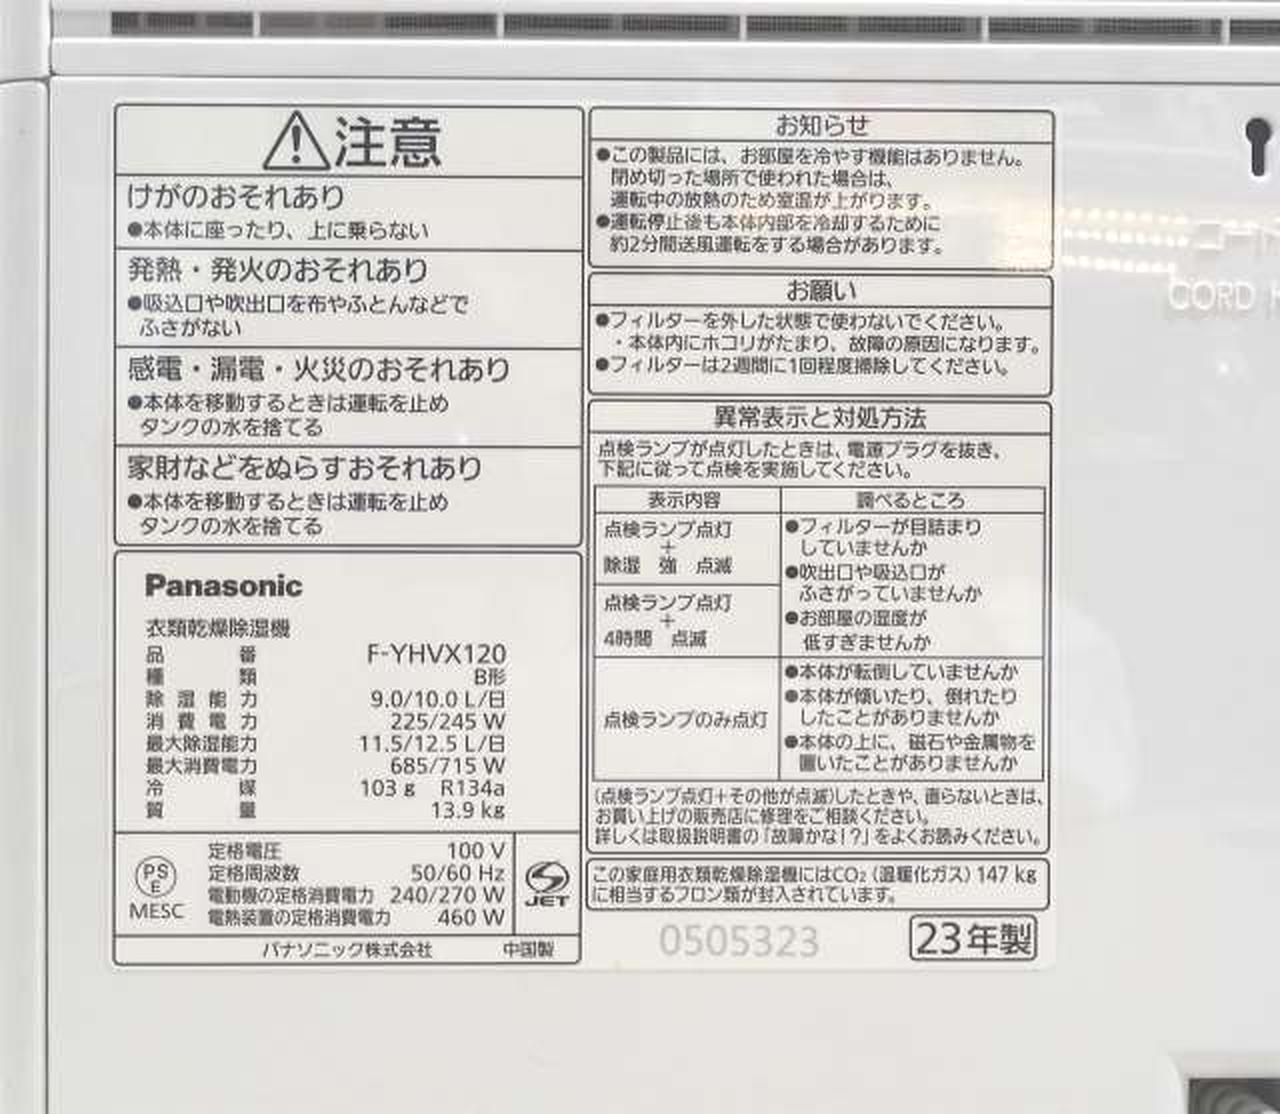 注意
けがのおそれあり
●本体に座ったり、上に乗らない
発熱・発火のおそれあり
●吸込口や吹出口を布やふとんなどで
ふさがない
感電・漏電・火災のおそれあり
●本体を移動するときは運転を止め
タンクの水を捨てる
家財などをぬらすおそれあり
●本体を移動するときは運転を止め
タンクの水を捨てる
Panasonic
衣類乾燥除湿機
品番 F-YHVX120
種類 B形
除湿能力 9.0/10.0 L/日
消費電力 225/245 W
最大除湿能力 11.5/12.5 L/日
最大消費電力 685/715 W
冷媒 103 g R134a
質量 13.9 kg
PS
E
MESC
定格電圧 100 V
定格周波数 50/60 Hz
電動機の定格消費電力 240/270 W
電熱装置の定格消費電力 460 W
JET
パナソニック株式会社 中国製
お知らせ
●この製品には、お部屋を冷やす機能はありません。
閉め切った場所で使われた場合は、
運転中の放熱のため室温が上がります。
●運転停止後も本体内部を冷却するために
約2分間送風運転をする場合があります。
お願い
●フィルターを外した状態で使わないでください。
・本体内にホコリがたまり、故障の原因になります。
●フィルターは2週間に1回程度掃除してください。
異常表示と対処方法
点検ランプが点灯したときは、電源プラグを抜き、
下記に従って点検を実施してください。
表示内容 調べるところ
点検ランプ点灯
+
除湿 強 点滅
点検ランプ点灯
+
4時間 点滅
●フィルターが目詰まり
していませんか
●吹出口や吸込口が
ふさがっていませんか
●お部屋の湿度が
低すぎませんか
点検ランプのみ点灯
●本体が転倒していませんか
●本体が傾いたり、倒れたり
したことがありませんか
●本体の上に、磁石や金属物を
置いたことがありませんか
(点検ランプ点灯+その他が点滅)したときや、直らないときは、
お買い上げの販売店に修理をご相談ください。
詳しくは取扱説明書の「故障かな!?」をよくお読みください。
この家庭用衣類乾燥除湿機にはCO₂(温暖化ガス)147 kg
に相当するフロン類が封入されています。
0505323
23年製
CORD